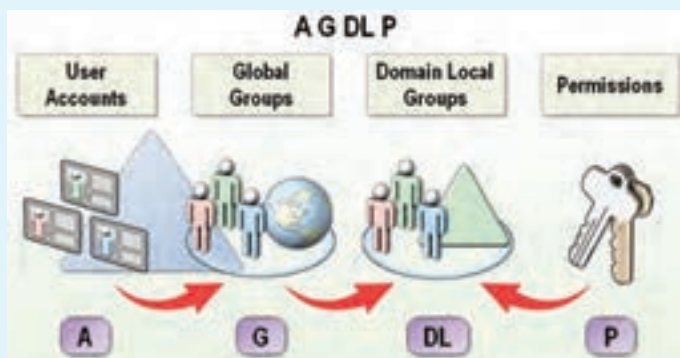 A G DL P
User
Accounts
Global
Groups
Domain Local
Groups
Permissions
A
G
DL
P